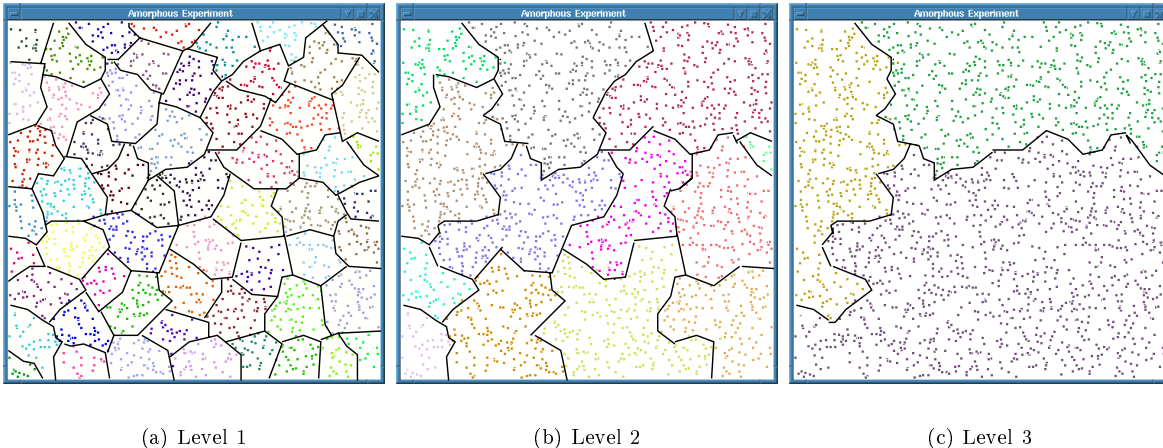 Amorphous Experiment
Amorphous Experiment
Amorphous Experiment
(a) Level 1
(b) Level 2
(c) Level 3